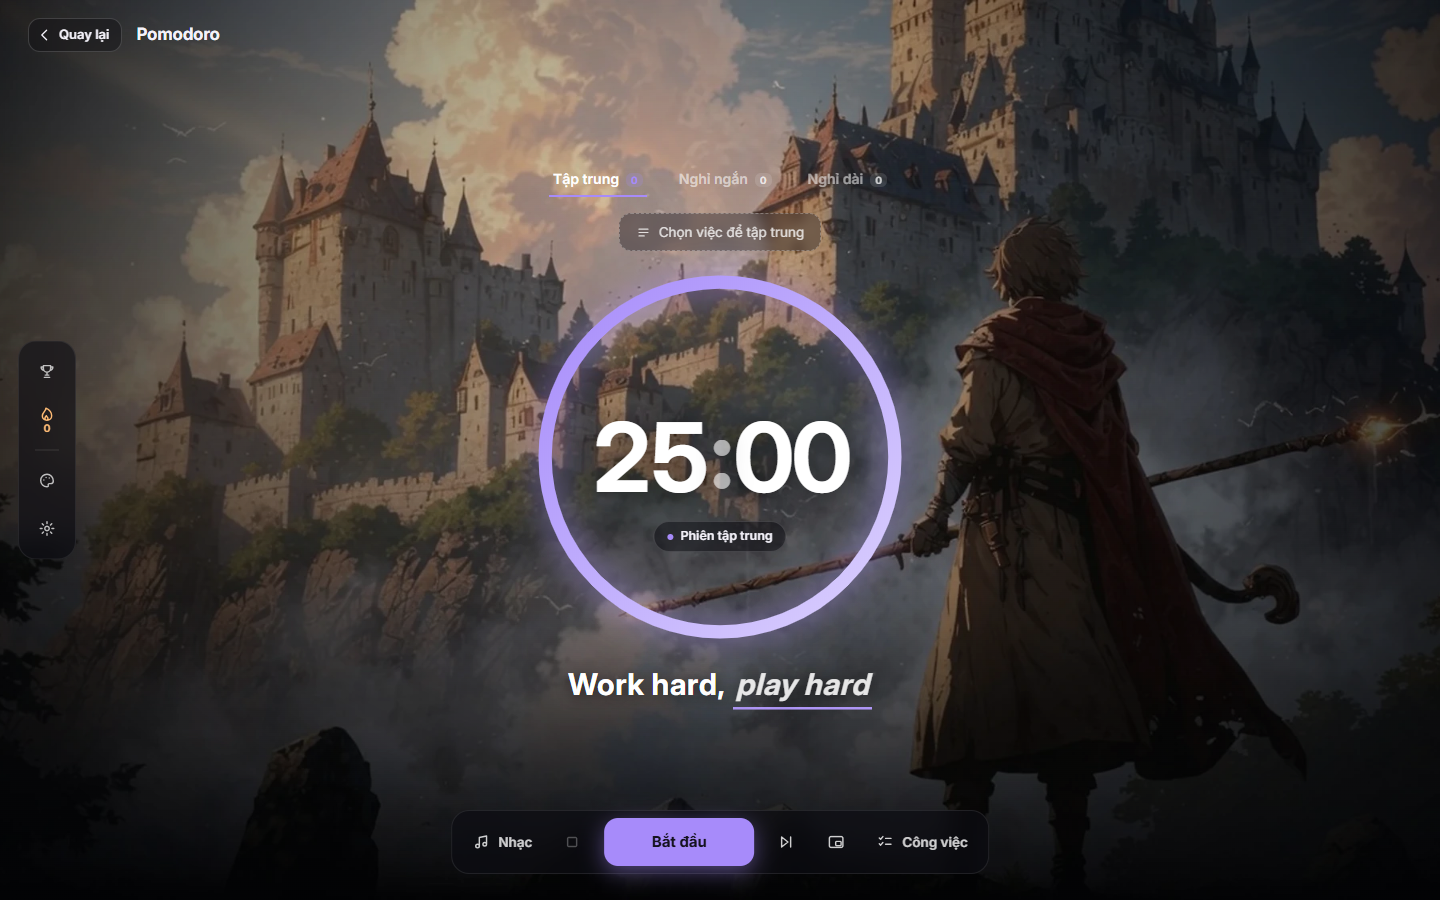 Quay lại Pomodoro
Tập trung 0 Nghỉ ngắn 0 Nghỉ dài 0
Chọn việc để tập trung
0
25:00
Phiên tập trung
Work hard, play hard
Nhạc Bắt đầu Công việc